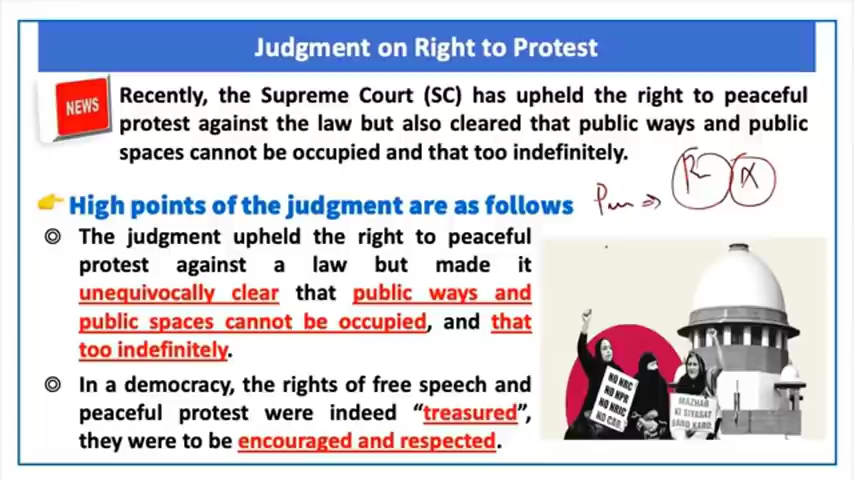 Judgment on Right to Protest
NEWS
Recently, the Supreme Court (SC) has upheld the right to peaceful
protest against the law but also cleared that public ways and public
spaces cannot be occupied and that too indefinitely.
High points of the judgment are as follows
◎ The judgment upheld the right to peaceful
protest against a law but made it
unequivocally clear that public ways and
public spaces cannot be occupied, and that
too indefinitely.
◎ In a democracy, the rights of free speech and
peaceful protest were indeed “treasured”,
they were to be encouraged and respected.
NO NRC
NO NPR
NO NRIC
NO CAB
MAZHAB
KI SIYASAT
BAND KARO.